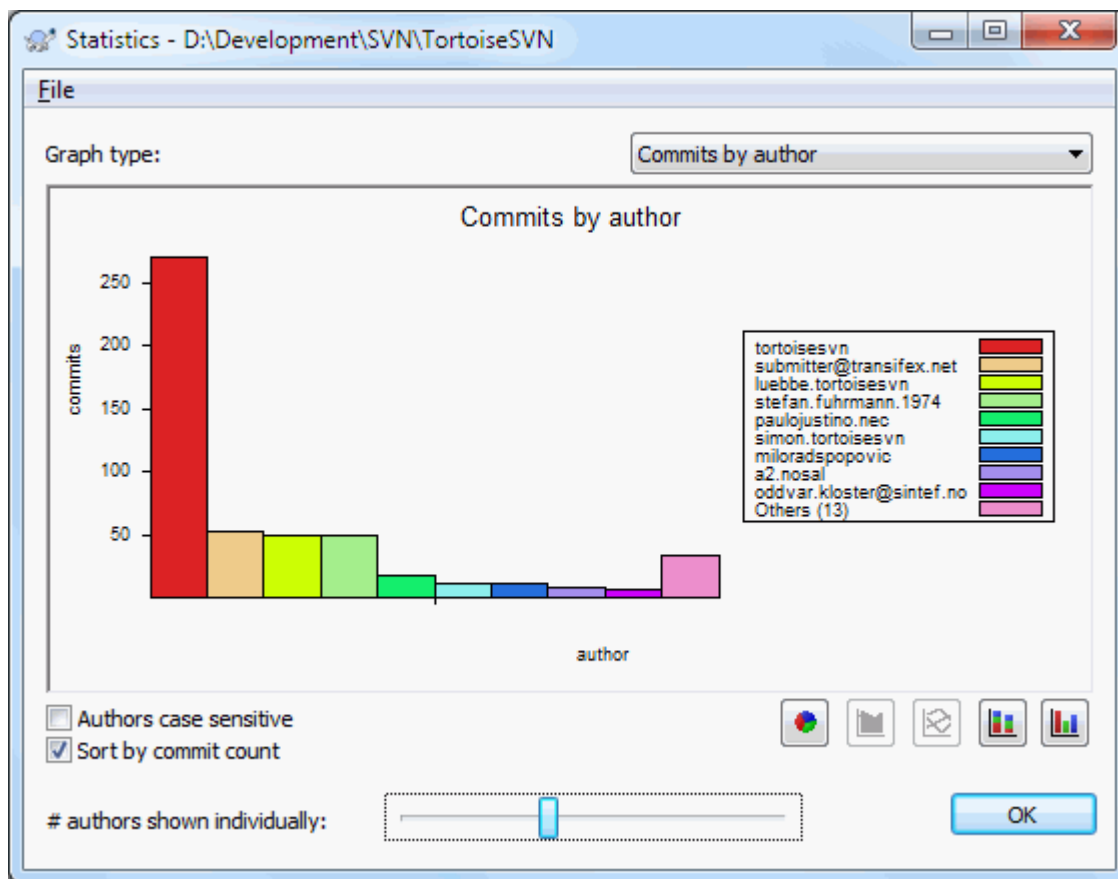 Statistics - D:\Development\SVN\TortoiseSVN
File
Graph type:
Commits by author
Commits by author
250
200
150
100
50
commits
author
tortoisesvn
submitter@transifex.net
luebbe.tortoisesvn
stefan.fuhrmann.1974
paulojustino.nec
simon.tortoisesvn
miloradspopovic
a2.nosal
oddvar.kloster@sintef.no
Others (13)
Authors case sensitive
Sort by commit count
# authors shown individually:
OK